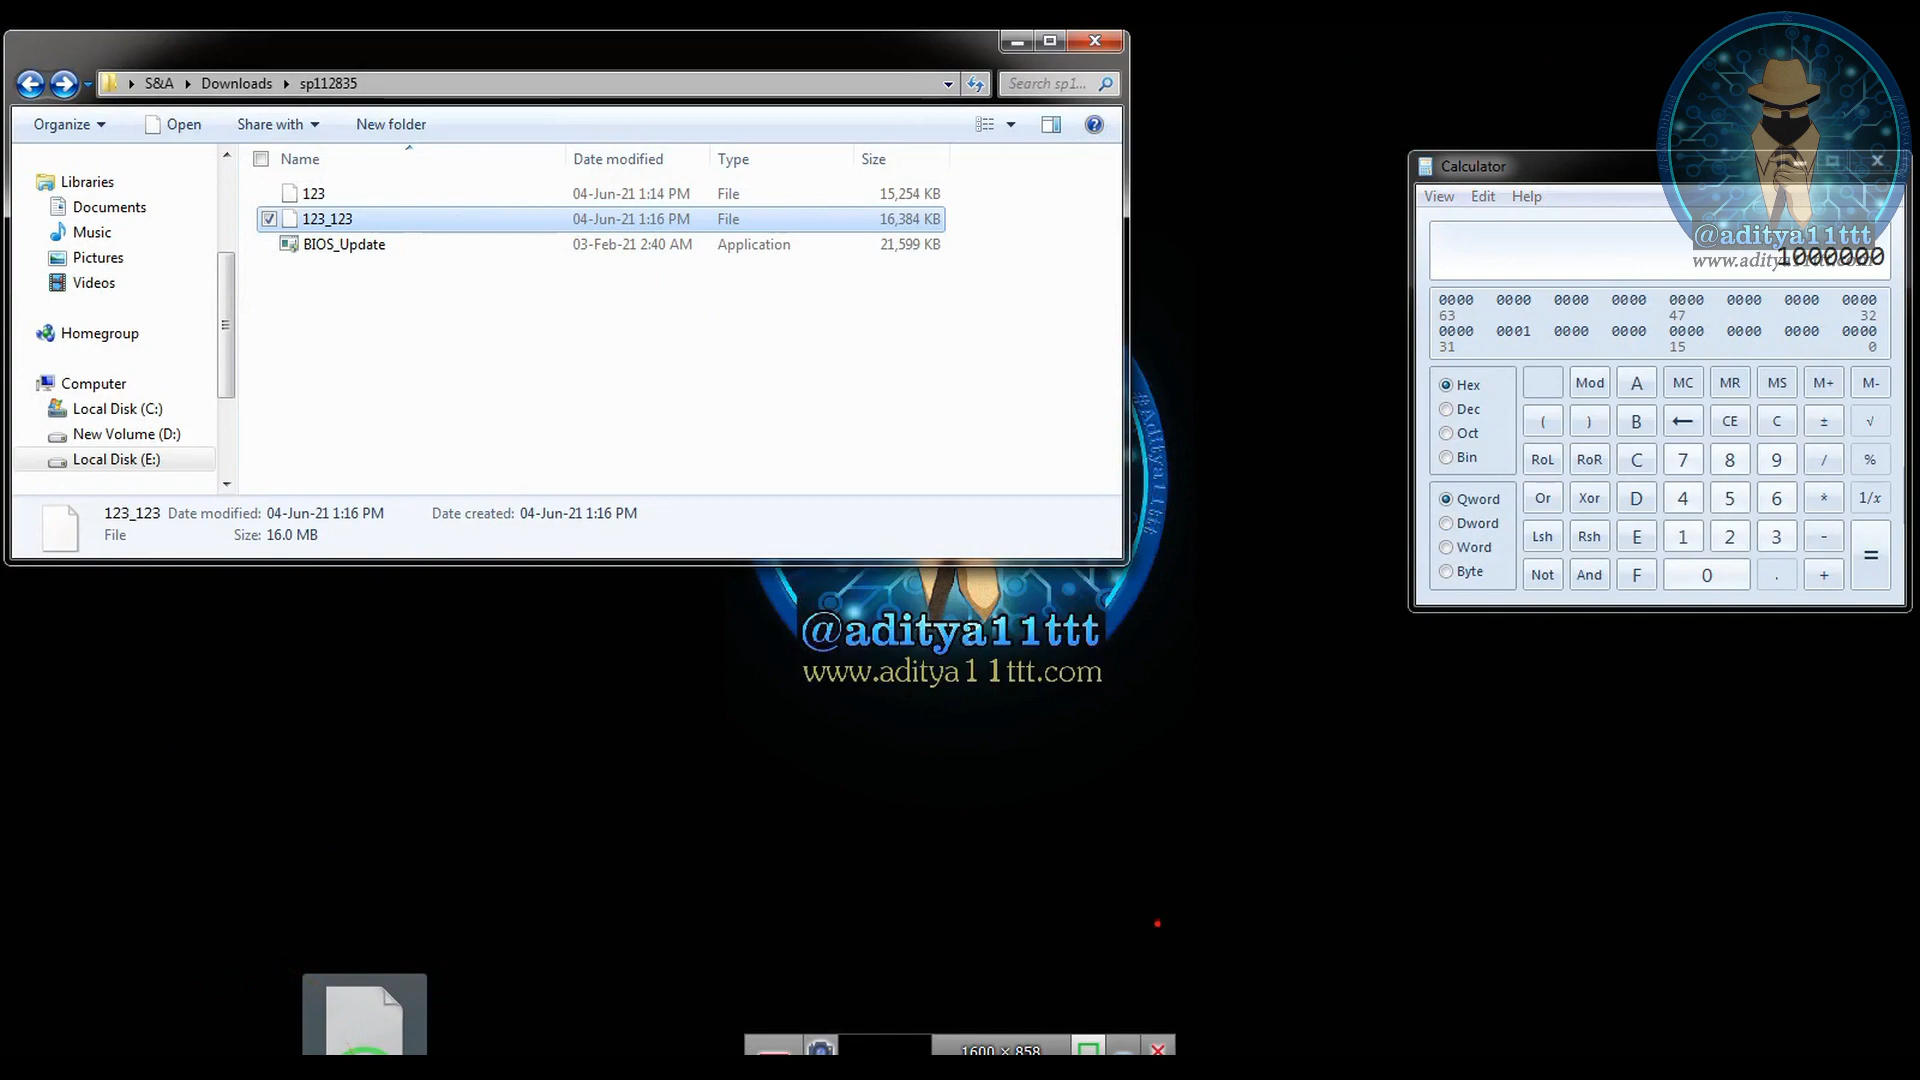 S&A Downloads sp112835
Search sp1...
Organize Open Share with New folder
Name Date modified Type Size
123 04-Jun-21 1:14 PM File 15,254 KB
123_123 04-Jun-21 1:16 PM File 16,384 KB
BIOS_Update 03-Feb-21 2:40 AM Application 21,599 KB
Libraries
Documents
Music
Pictures
Videos
Homegroup
Computer
Local Disk (C:)
New Volume (D:)
Local Disk (E:)
123_123 Date modified: 04-Jun-21 1:16 PM Date created: 04-Jun-21 1:16 PM
File Size: 16.0 MB
#Aditya11ttt
@aditya11ttt
www.aditya11ttt.com
Calculator
View Edit Help
@aditya11ttt
1000000
www.aditya11ttt.com
0000 0000 0000 0000 0000 0000 0000 0000
63 47 32
0000 0001 0000 0000 0000 0000 0000 0000
31 15 0
Hex Mod A MC MR MS M+ M-
Dec ( ) B ← CE C ± √
Oct
Bin RoL RoR C 7 8 9 / %
Qword Or Xor D 4 5 6 * 1/x
Dword
Word Lsh Rsh E 1 2 3 - =
Byte Not And F 0 . +
1600 × 858